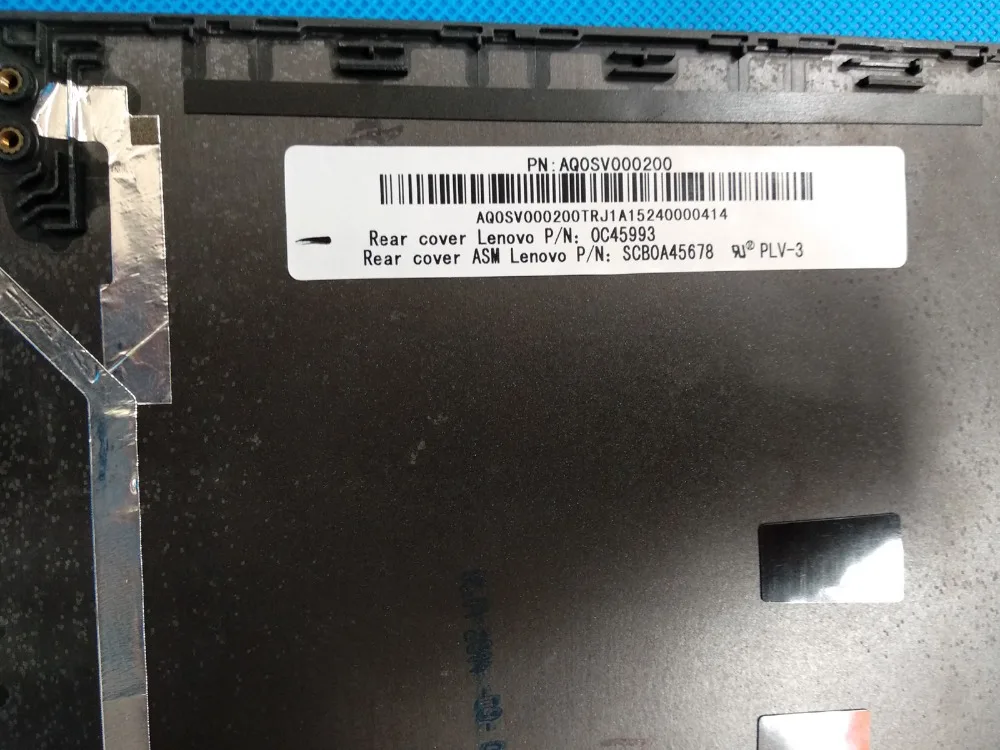 PN:AQ0SV000200
AQ0SV000200TRJ1A15240000414
Rear cover Lenovo P/N: 0C45993
Rear cover ASM Lenovo P/N: SCB0A45678 ® PLV-3